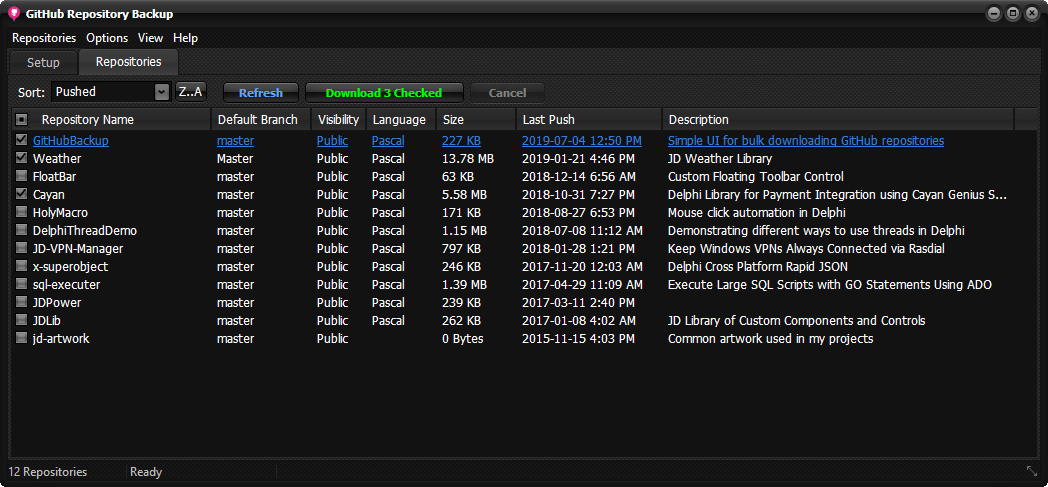 GitHub Repository Backup
Repositories Options View Help
Setup Repositories
Sort: Pushed Z..A Refresh Download 3 Checked Cancel
Repository Name Default Branch Visibility Language Size Last Push Description
GitHubBackup master Public Pascal 227 KB 2019-07-04 12:50 PM Simple UI for bulk downloading GitHub repositories
Weather Master Public Pascal 13.78 MB 2019-01-21 4:46 PM JD Weather Library
FloatBar master Public Pascal 63 KB 2018-12-14 6:56 AM Custom Floating Toolbar Control
Cayan master Public Pascal 5.58 MB 2018-10-31 7:27 PM Delphi Library for Payment Integration using Cayan Genius S...
HolyMacro master Public Pascal 171 KB 2018-08-27 6:53 PM Mouse click automation in Delphi
DelphiThreadDemo master Public Pascal 1.15 MB 2018-07-08 11:12 AM Demonstrating different ways to use threads in Delphi
JD-VPN-Manager master Public Pascal 797 KB 2018-01-28 1:21 PM Keep Windows VPNs Always Connected via Rasdial
x-superobject master Public Pascal 246 KB 2017-11-20 12:03 AM Delphi Cross Platform Rapid JSON
sql-executer master Public Pascal 1.39 MB 2017-04-29 11:09 AM Execute Large SQL Scripts with GO Statements Using ADO
JDPower master Public 239 KB 2017-03-11 2:40 PM
JDLib master Public Pascal 262 KB 2017-01-08 4:02 AM JD Library of Custom Components and Controls
jd-artwork master Public 0 Bytes 2015-11-15 4:03 PM Common artwork used in my projects
12 Repositories Ready